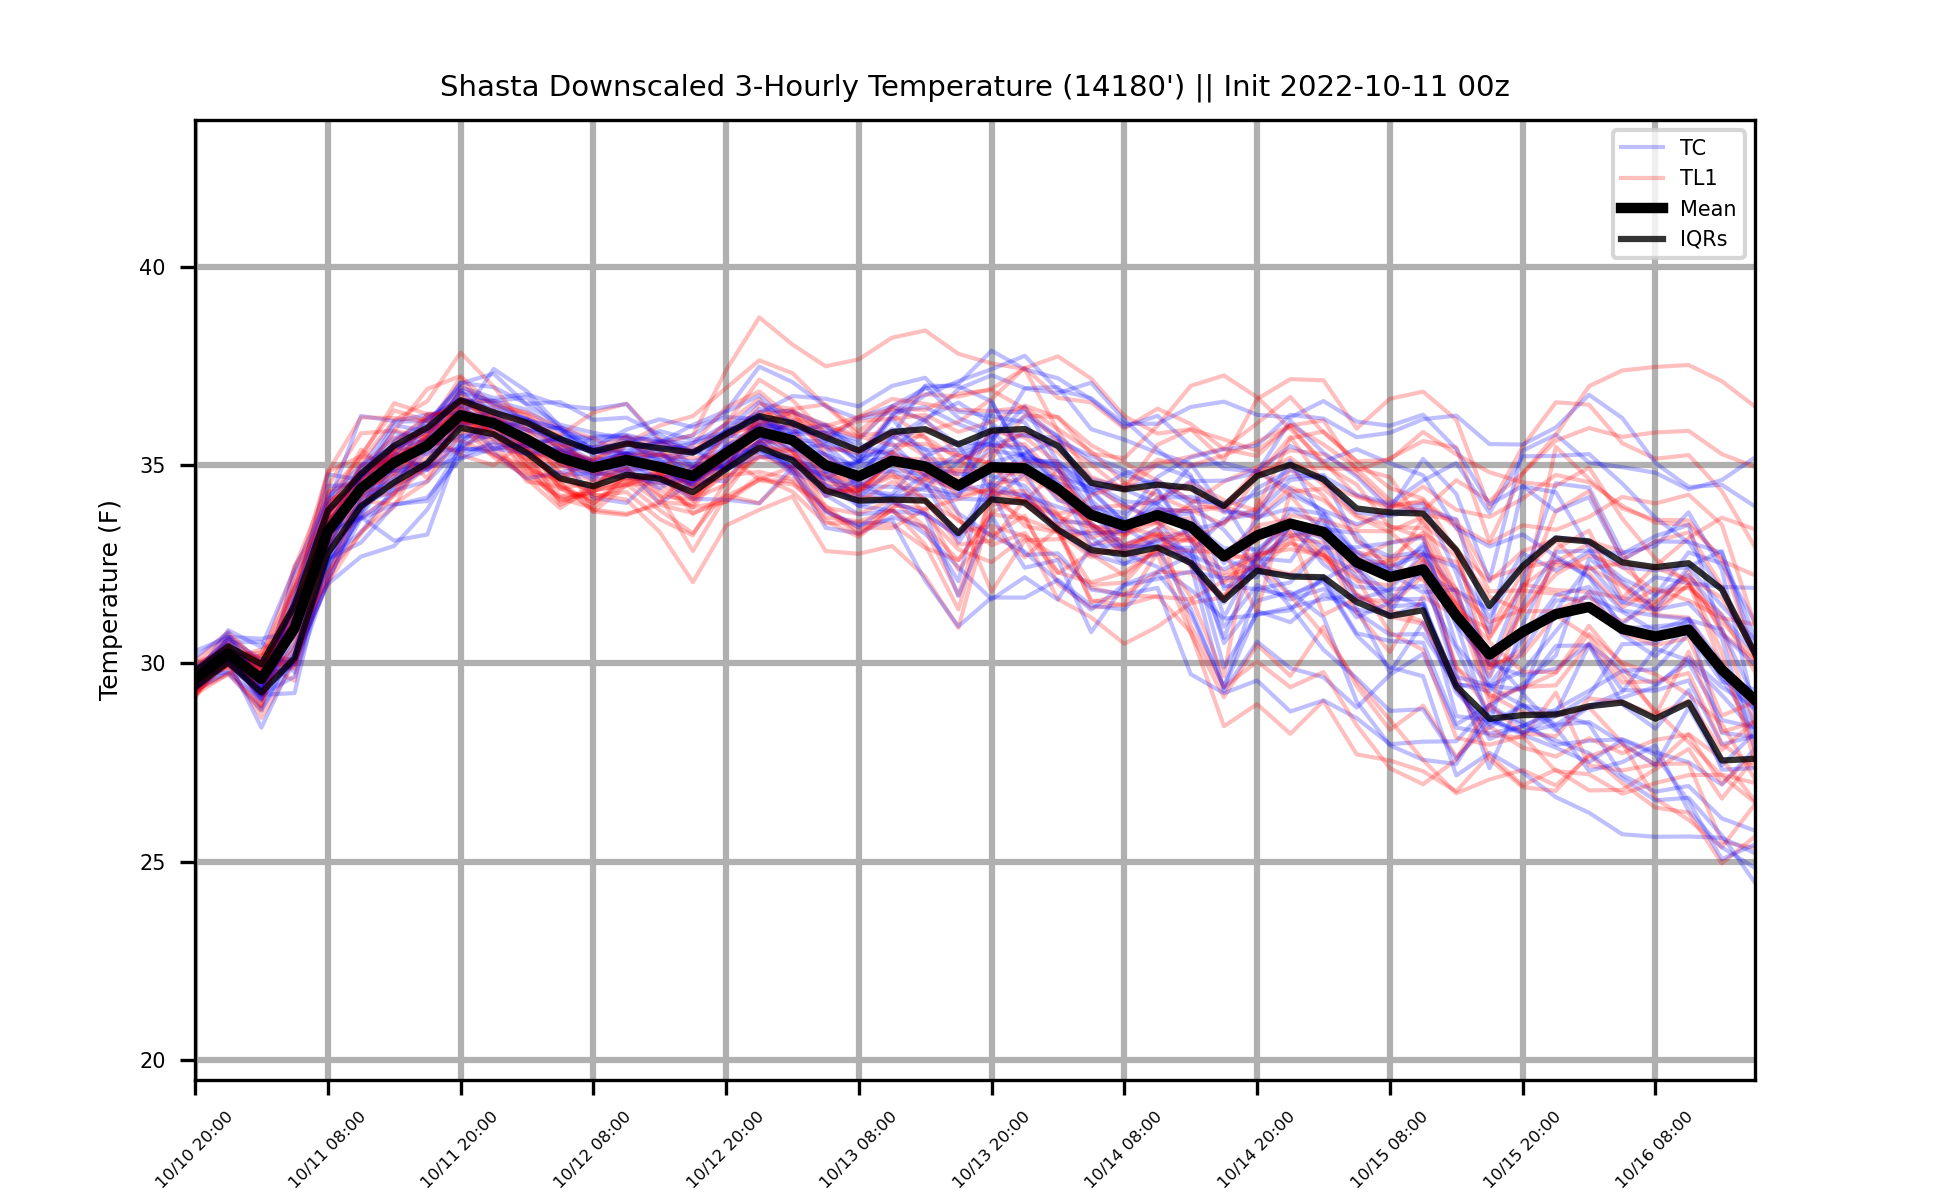 Shasta Downscaled 3-Hourly Temperature (14180') || Init 2022-10-11 00z
TC
TL1
Mean
IQRs
Temperature (F)
40
35
30
25
20
10/10 20:00
10/11 08:00
10/11 20:00
10/12 08:00
10/12 20:00
10/13 08:00
10/13 20:00
10/14 08:00
10/14 20:00
10/15 08:00
10/15 20:00
10/16 08:00